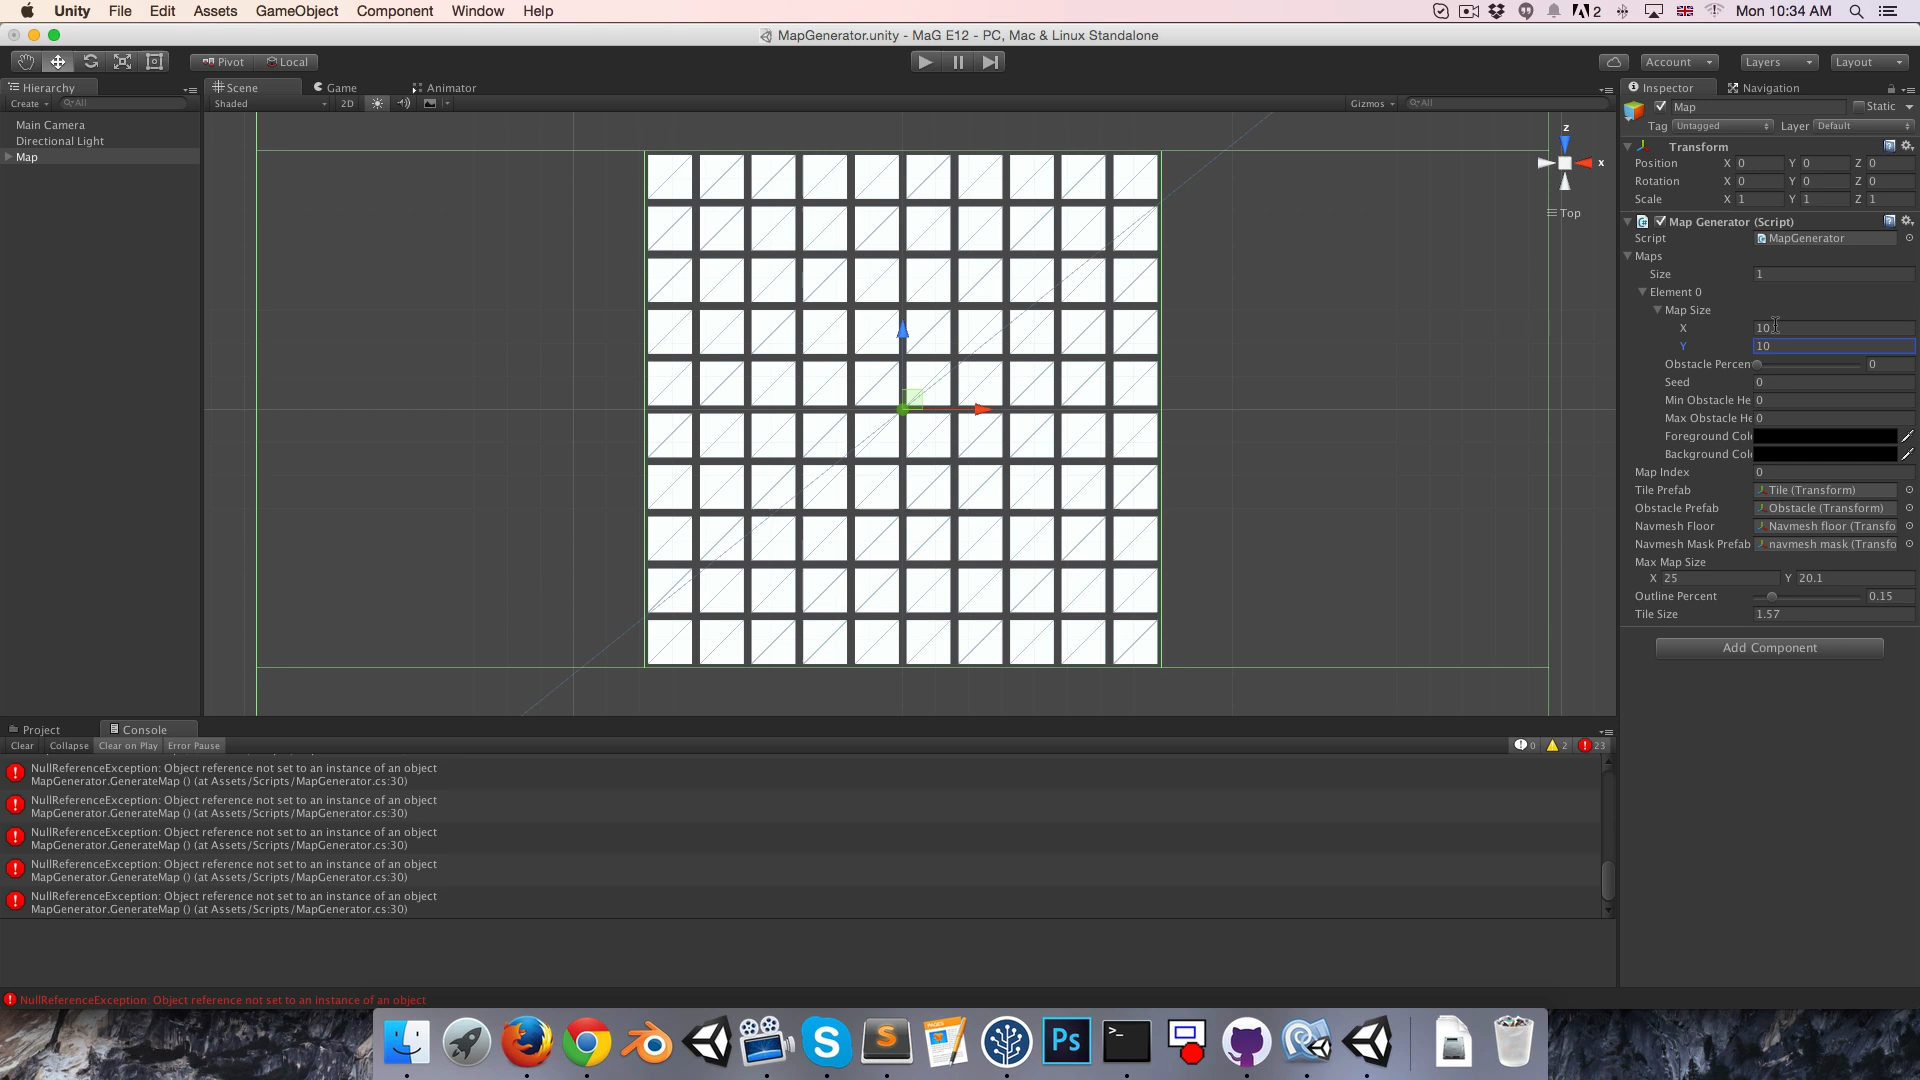 Unity File Edit Assets GameObject Component Window Help 2 Mon 10:34 AM
MapGenerator.unity - MaG E12 - PC, Mac & Linux Standalone
Pivot Local Account Layers Layout
Hierarchy Scene Game Animator Inspector Navigation
Create All Shaded 2D Gizmos All
Main Camera
Directional Light
Map
z
x
Top
Map Static
Tag Untagged Layer Default
Transform
Position X 0 Y 0 Z 0
Rotation X 0 Y 0 Z 0
Scale X 1 Y 1 Z 1
Map Generator (Script)
Script MapGenerator
Maps
Size 1
Element 0
Map Size
X 10
Y 10
Obstacle Percen 0
Seed 0
Min Obstacle He 0
Max Obstacle He 0
Foreground Col
Background Col
Map Index 0
Tile Prefab Tile (Transform)
Obstacle Prefab Obstacle (Transform)
Navmesh Floor Navmesh floor (Transfo
Navmesh Mask Prefab navmesh mask (Transfo
Max Map Size
X 25 Y 20.1
Outline Percent 0.15
Tile Size 1.57
Add Component
Project Console
Clear Collapse Clear on Play Error Pause 0 2 23
NullReferenceException: Object reference not set to an instance of an object
MapGenerator.GenerateMap () (at Assets/Scripts/MapGenerator.cs:30)
NullReferenceException: Object reference not set to an instance of an object
MapGenerator.GenerateMap () (at Assets/Scripts/MapGenerator.cs:30)
NullReferenceException: Object reference not set to an instance of an object
MapGenerator.GenerateMap () (at Assets/Scripts/MapGenerator.cs:30)
NullReferenceException: Object reference not set to an instance of an object
MapGenerator.GenerateMap () (at Assets/Scripts/MapGenerator.cs:30)
NullReferenceException: Object reference not set to an instance of an object
MapGenerator.GenerateMap () (at Assets/Scripts/MapGenerator.cs:30)
NullReferenceException: Object reference not set to an instance of an object
PAGES
Ps